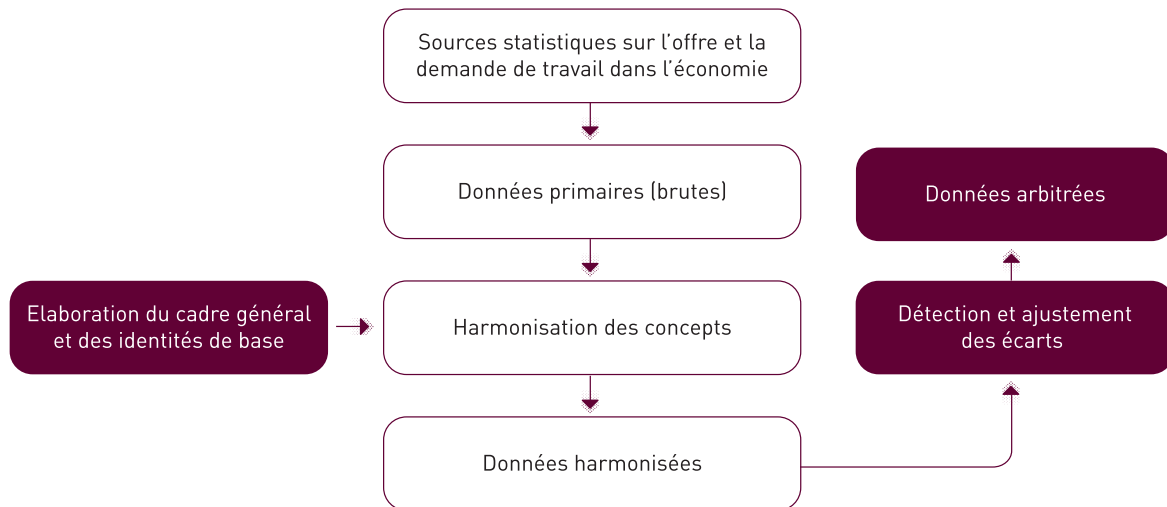 Sources statistiques sur l’offre et la
demande de travail dans l’économie
Données primaires (brutes)
Données arbitrées
Elaboration du cadre général
et des identités de base
Harmonisation des concepts
Détection et ajustement
des écarts
Données harmonisées